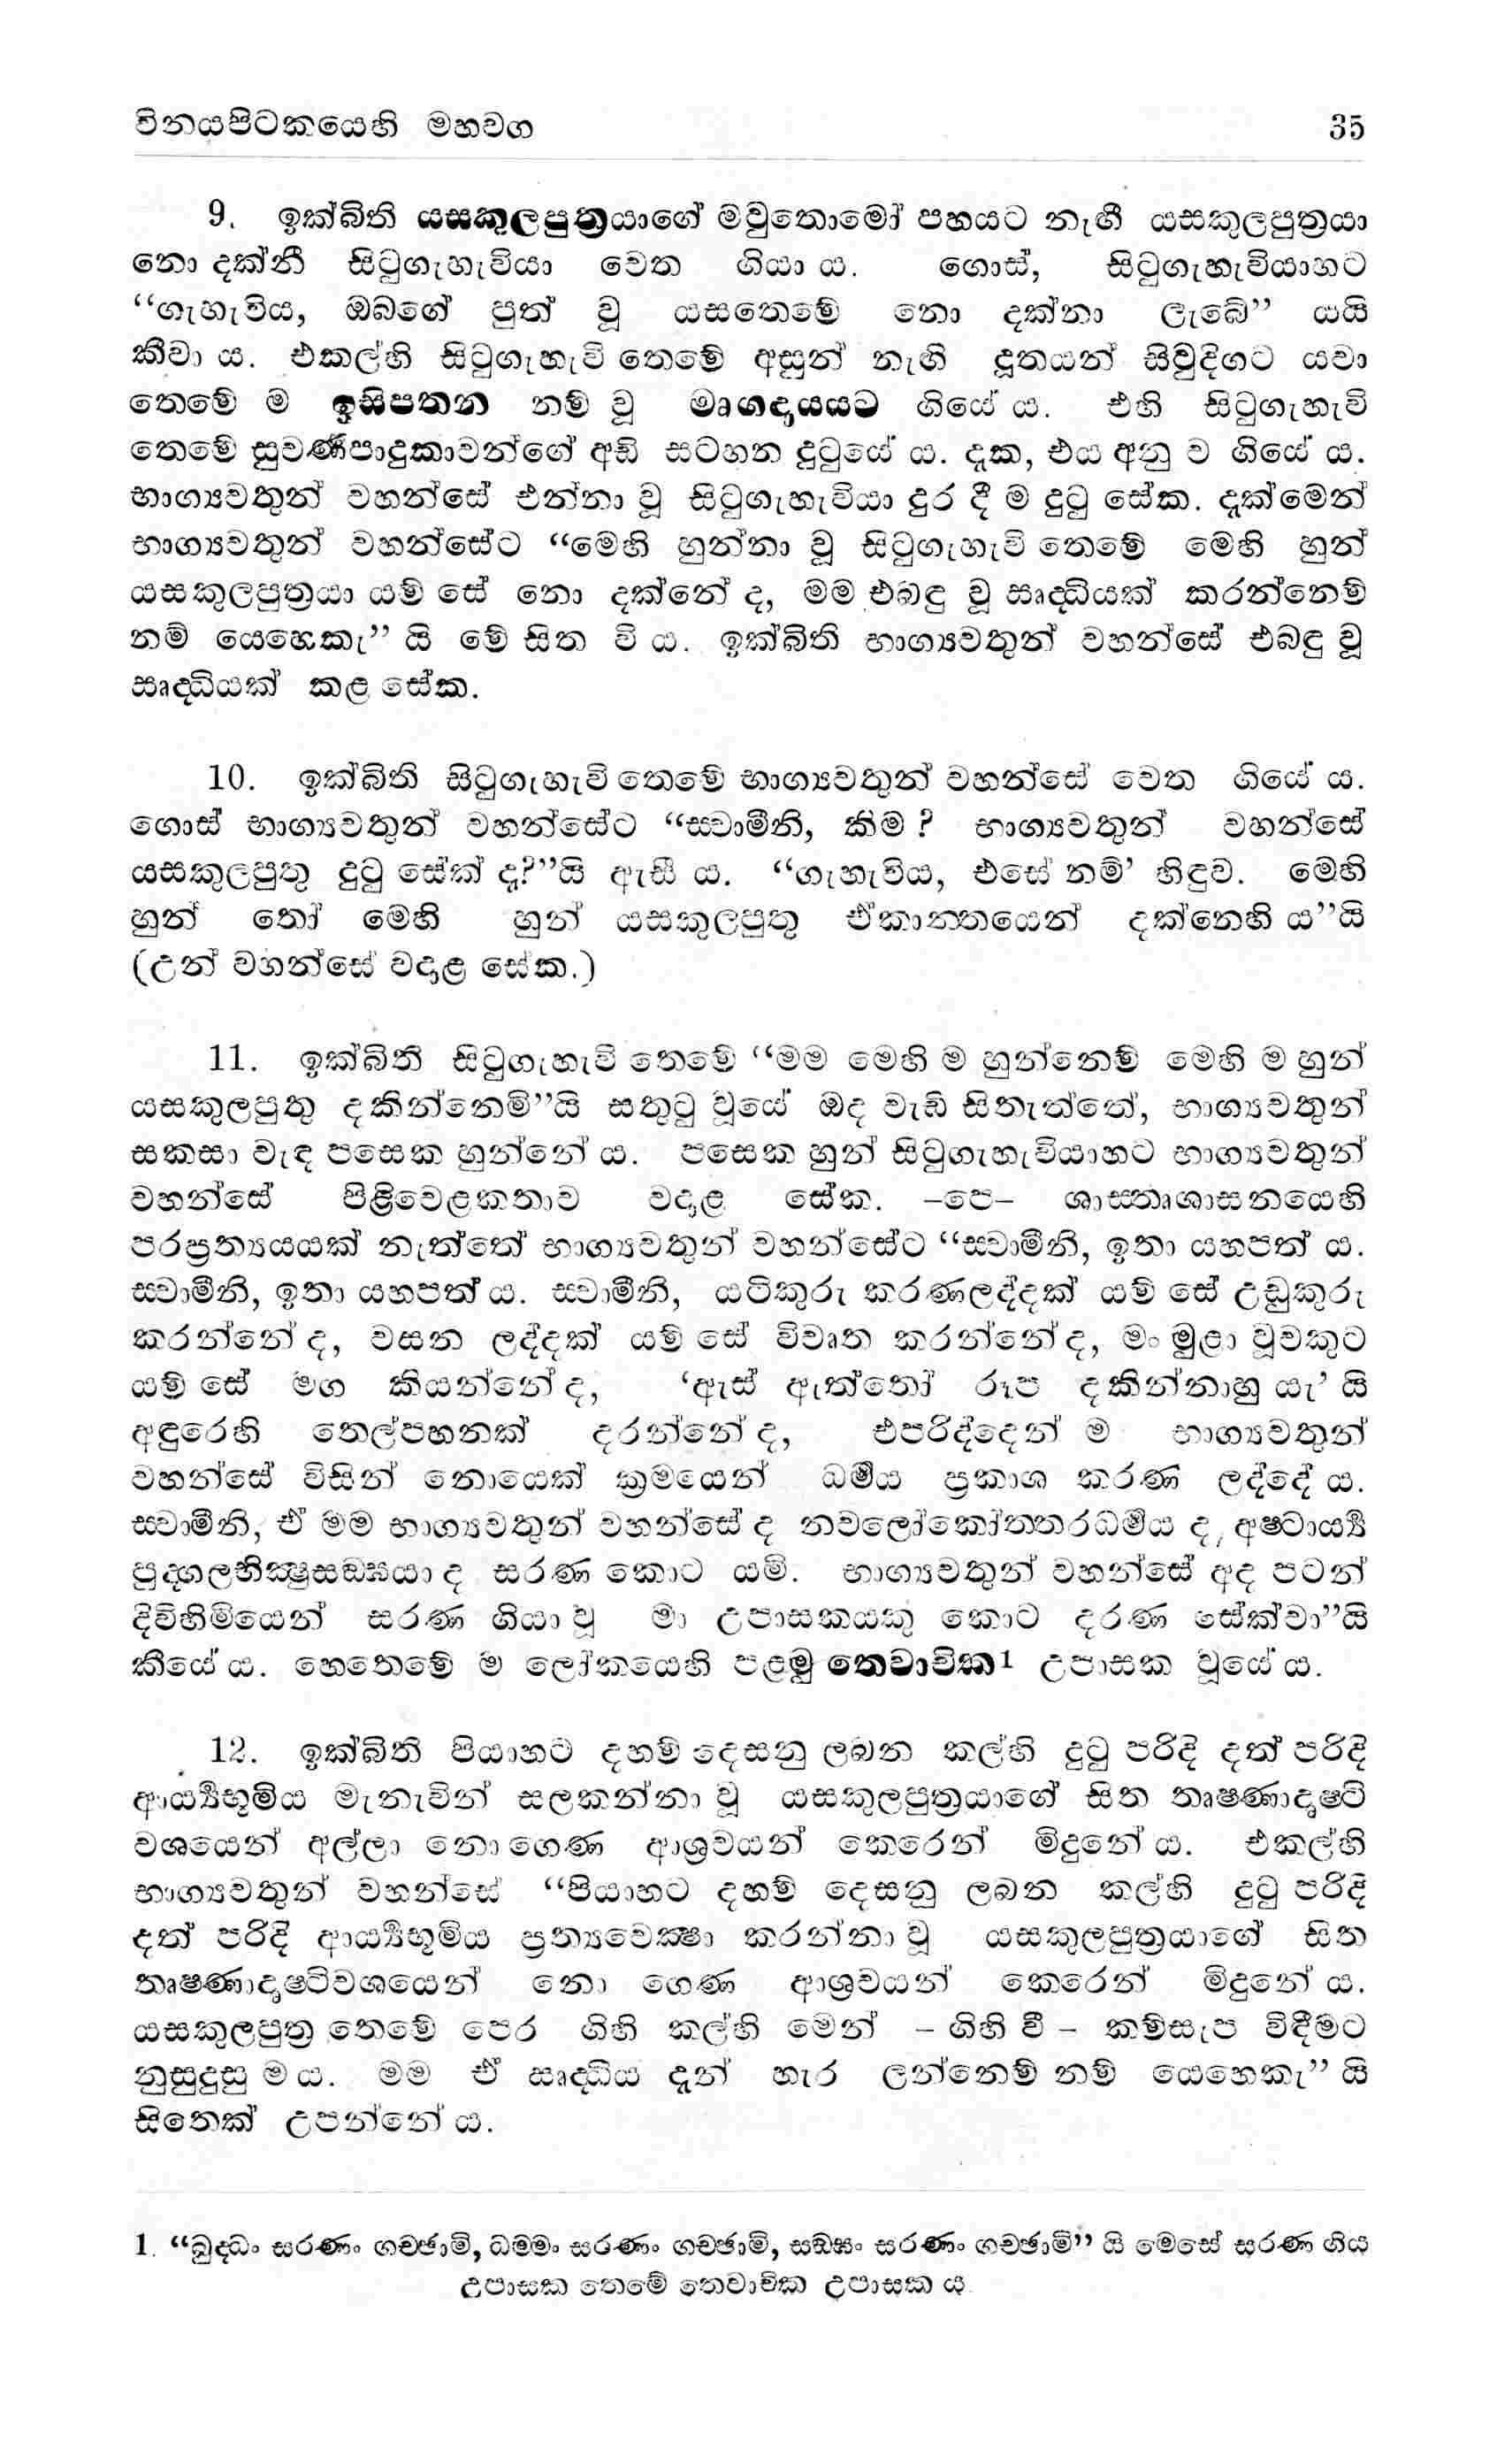 විනයපිටකයෙහි මහවග 35
9. ඉක්බිති යසකුලපුත්‍රයාගේ මවුතොමෝ පහයට නැඟී යසකුලපුත්‍රයා
නො දක්නී සිටුගැහැවියා වෙත ගියා ය. ගොස්, සිටුගැහැවියාහට
“ගැහැවිය, ඔබගේ පුත් වූ යසතෙමේ නො දක්නා ලැබේ” යයි
කීවා ය. එකල්හි සිටුගැහැවි තෙමේ අසුන් නැගි දූතයන් සිවුදිගට යවා
තෙමේ ම ඉසිපතන නම් වූ මෘගදායයට ගියේ ය. එහි සිටුගැහැවි
තෙමේ සුවර්‍ණපාදුකාවන්ගේ අඩි සටහන දුටුයේ ය. දැක, එය අනු ව ගියේ ය.
භාග්‍යවතුන් වහන්සේ එන්නා වූ සිටුගැහැවියා දුර දී ම දුටු සේක. දැක්මෙන්
භාග්‍යවතුන් වහන්සේට “මෙහි හුන්නා වූ සිටුගැහැවි තෙමේ මෙහි හුන්
යසකුලපුත්‍රයා යම් සේ නො දක්නේ ද, මම එබඳු වූ ඍද්‍ධියක් කරන්නෙම්
නම් යෙහෙකැ” යි මේ සිත වි ය. ඉක්බිති භාග්‍යවතුන් වහන්සේ එබඳු වූ
ඍද්‍ධියක් කළ සේක.
10. ඉක්බිති සිටුගැහැවි තෙමේ භාග්‍යවතුන් වහන්සේ වෙත ගියේ ය.
ගොස් භාග්‍යවතුන් වහන්සේට “ස්‍වාමීනි, කිම ? භාග්‍යවතුන් වහන්සේ
යසකුලපුතු දුටු සේක් ද?”යි ඇසී ය. “ගැහැවිය, එසේ නම්’ හිඳුව. මෙහි
හුන් තෝ මෙහි හුන් යසකුලපුතු ඒකාන්‍තයෙන් දක්නෙහි ය”යි
(උන් වහන්සේ වදාළ සේක.)
11. ඉක්බිති සිටුගැහැවි තෙමේ “මම මෙහි ම හුන්නෙම් මෙහි ම හුන්
යසකුලපුතු දකින්නෙම්”යි සතුටු වූයේ ඔද වැඩි සිතැත්තේ, භාග්‍යවතුන්
සකසා වැඳ පසෙක හුන්නේ ය. පසෙක හුන් සිටුගැහැවියාහට භාග්‍යවතුන්
වහන්සේ පිළිවෙළකතාව වදාළ සේක. –පෙ– ශාස්තෘශාසනයෙහි
පරප්‍රත්‍යයයක් නැත්තේ භාග්‍යවතුන් වහන්සේට “ස්‍වාමීනි, ඉතා යහපත් ය.
ස්‍වාමීනි, ඉතා යහපත් ය. ස්‍වාමීනි, යටිකුරු කරණලද්දක් යම් සේ උඩුකුරු
කරන්නේ ද, වසන ලද්දක් යම් සේ විවෘත කරන්නේ ද, මං මුළා වූවකුට
යම් සේ මග කියන්නේ ද, ‘ඇස් ඇත්තෝ රූප දකින්නාහු යැ’ යි
අඳුරෙහි තෙල්පහනක් දරන්නේ ද, එපරිද්දෙන් ම භාග්‍යවතුන්
වහන්සේ විසින් නොයෙක් ක්‍රමයෙන් ධර්‍මය ප්‍රකාශ කරණ ලද්දේ ය.
ස්‍වාමීනි, ඒ මම භාග්‍යවතුන් වහන්සේ ද නවලෝකෝත්තරධර්‍මය ද, අෂ්ටාර්‍ය්‍ය
පුද්ගලභික්‍ෂුසඞ්ඝයා ද සරණ කොට යමි. භාග්‍යවතුන් වහන්සේ අද පටන්
දිවිහිමියෙන් සරණ ගියා වූ මා උපාසකයකු කොට දරණ සේක්වා”යි
කීයේ ය. හෙතෙමේ ම ලෝකයෙහි පළමු තෙවාචික1 උපාසක වූයේ ය.
12. ඉක්බිති පියාහට දහම් දෙසනු ලබන කල්හි දුටු පරිදි දත් පරිදි
ආර්‍ය්‍යභූමිය මැනැවින් සලකන්නා වූ යසකුලපුත්‍රයාගේ සිත තෘෂ්ණාදෘෂ්ටි
වශයෙන් අල්ලා නො ගෙණ ආශ්‍රවයන් කෙරෙන් මිදුනේ ය. එකල්හි
භාග්‍යවතුන් වහන්සේ “පියාහට දහම් දෙසනු ලබන කල්හි දුටු පරිදි
දත් පරිදි ආර්‍ය්‍යභූමිය ප්‍රත්‍යවෙක්‍ෂා කරන්නා වූ යසකුලපුත්‍රයාගේ සිත
තෘෂ්ණාදෘෂ්ටිවශයෙන් නො ගෙණ ආශ්‍රවයන් කෙරෙන් මිදුනේ ය.
යසකුලපුත්‍ර තෙමේ පෙර ගිහි කල්හි මෙන් – ගිහි වී – කම්සැප විඳීමට
නුසුදුසු ම ය. මම ඒ ඍද්‍ධිය දැන් හැර ලන්නෙම් නම් යෙහෙකැ” යි
සිතෙක් උපන්නේ ය.
1. “බුද්‍ධං සරණං ගච්ඡාමි, ධම්මං සරණං ගච්ඡාමි, සඞ්ඝං සරණං ගච්ඡාමි” යි මෙසේ සරණ ගිය
උපාසක තෙමේ තෙවාචික උපාසක ය